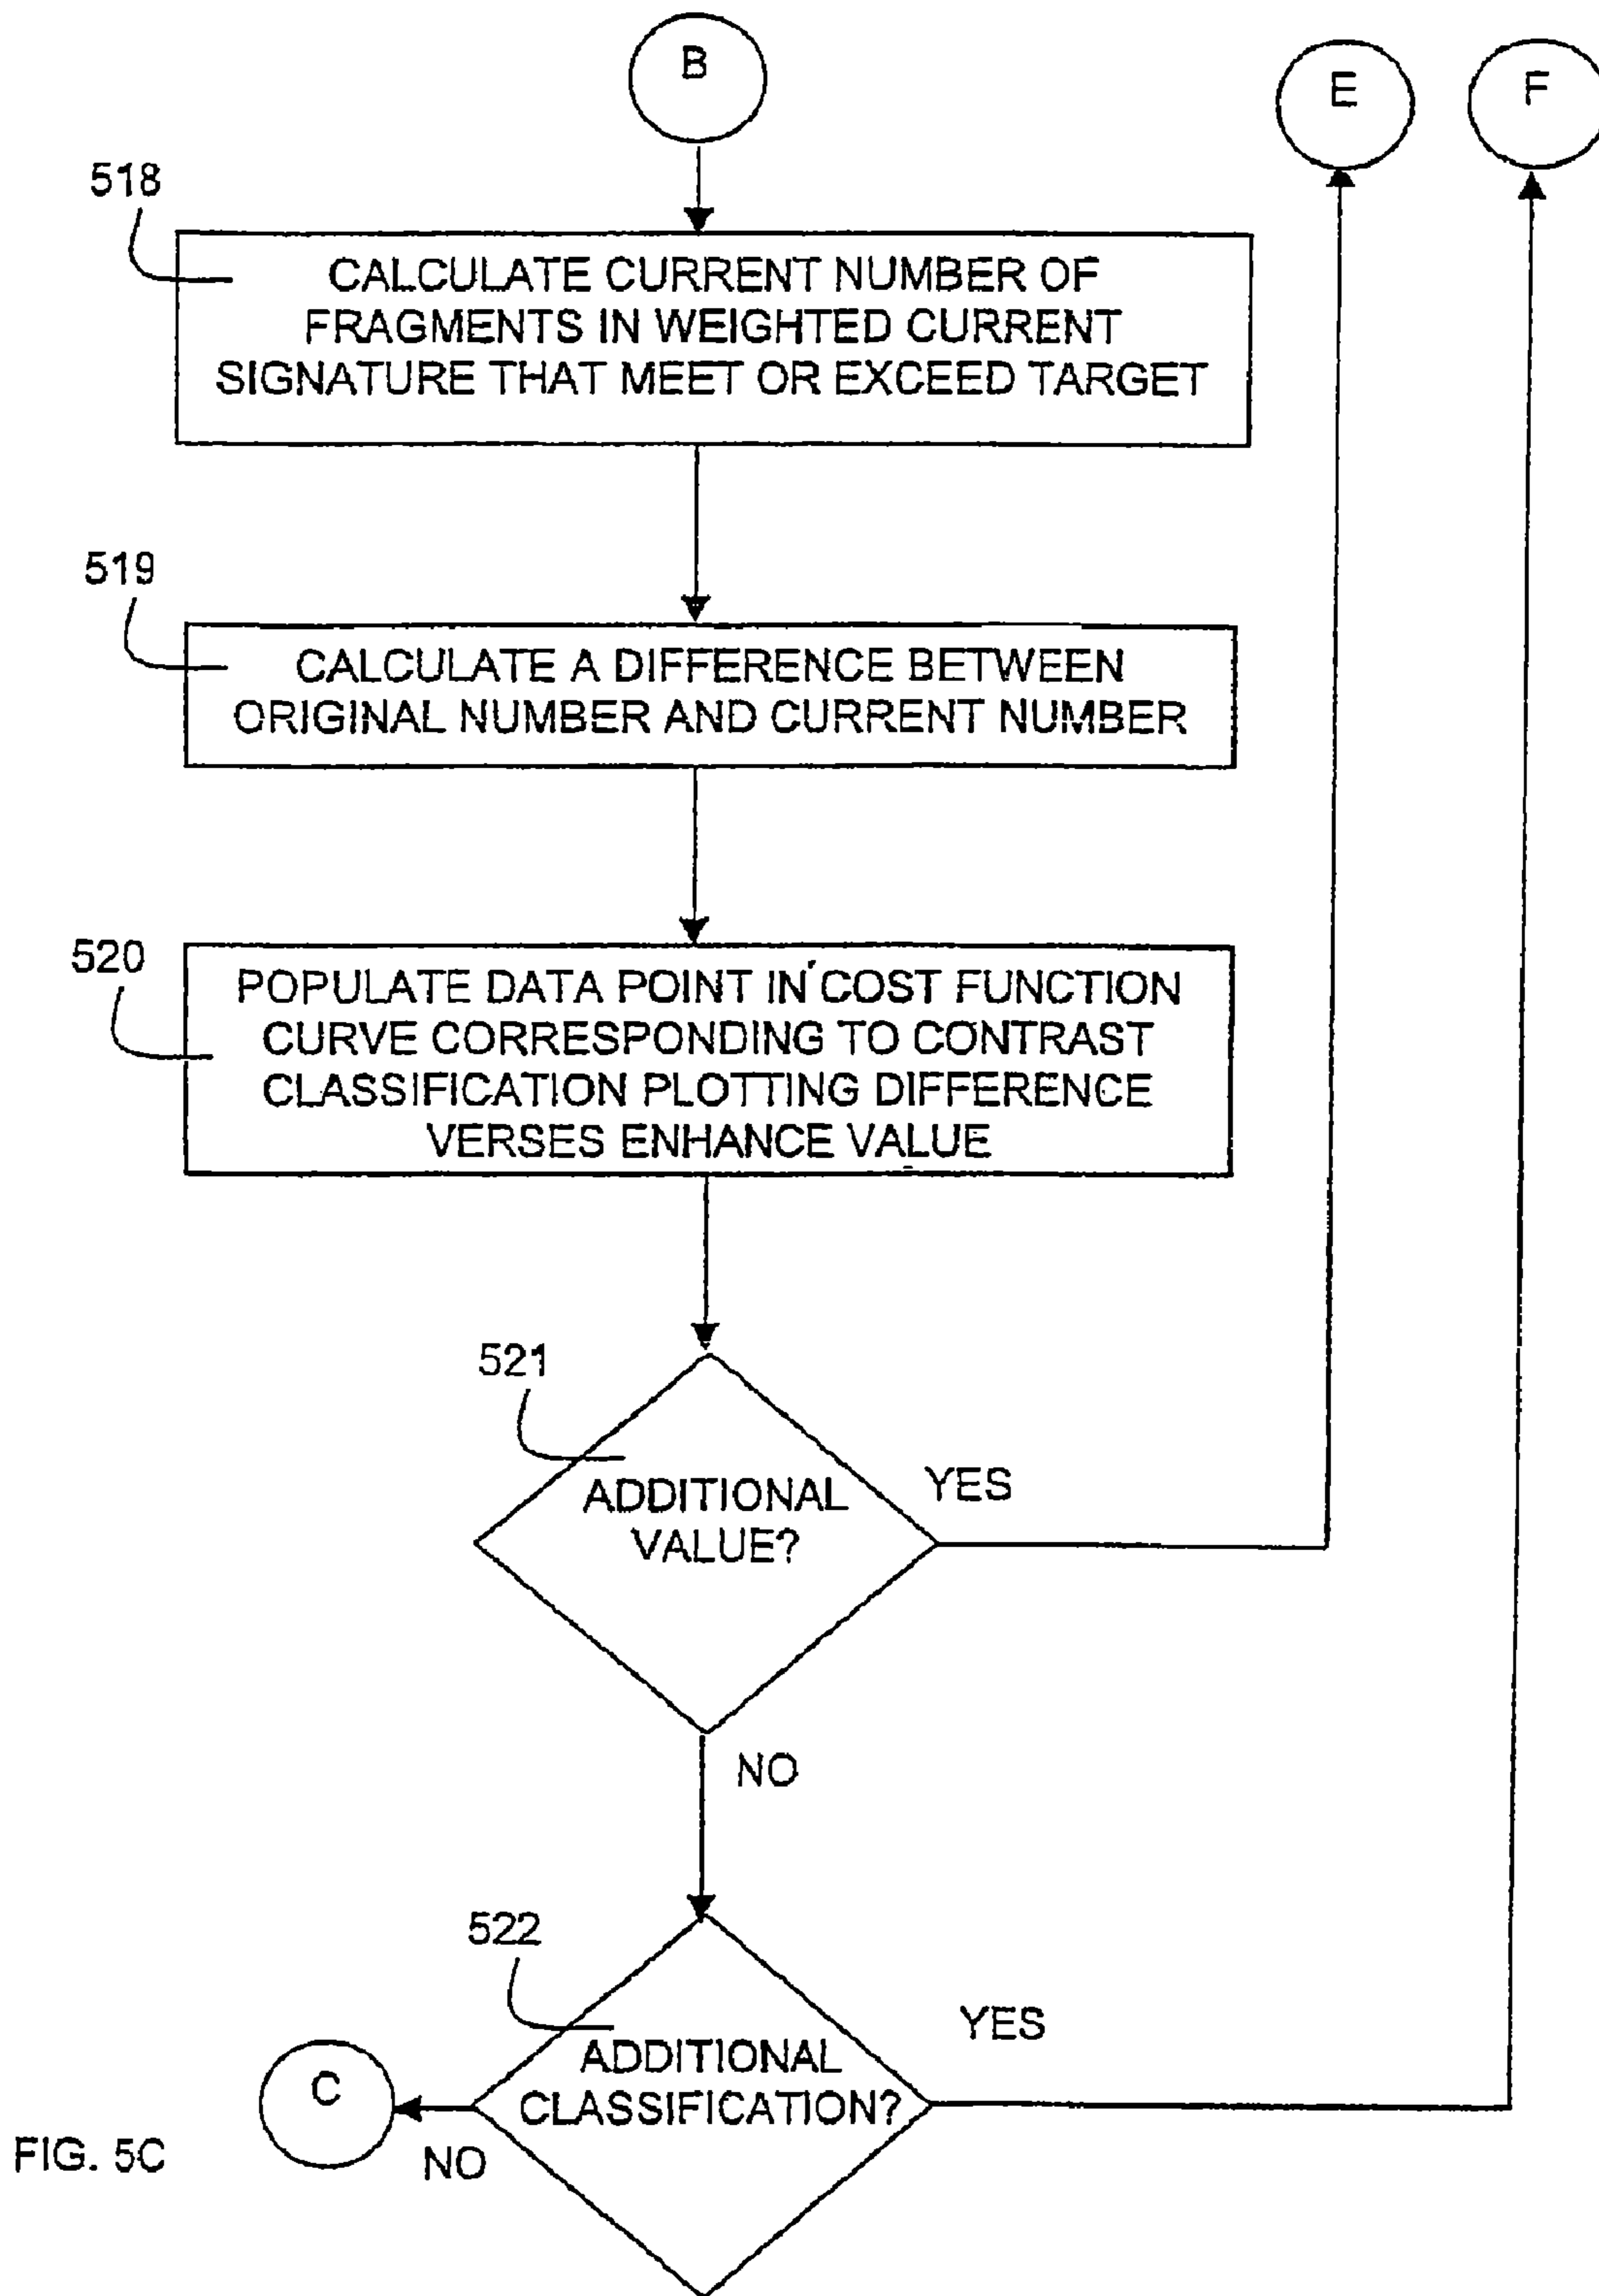 B
E
F
518
CALCULATE CURRENT NUMBER OF
FRAGMENTS IN WEIGHTED CURRENT
SIGNATURE THAT MEET OR EXCEED TARGET
519
CALCULATE A DIFFERENCE BETWEEN
ORIGINAL NUMBER AND CURRENT NUMBER
520
POPULATE DATA POINT IN COST FUNCTION
CURVE CORRESPONDING TO CONTRAST
CLASSIFICATION PLOTTING DIFFERENCE
VERSES ENHANCE VALUE
521
ADDITIONAL
VALUE?
YES
NO
522
ADDITIONAL
CLASSIFICATION?
YES
C
NO
FIG. 5C